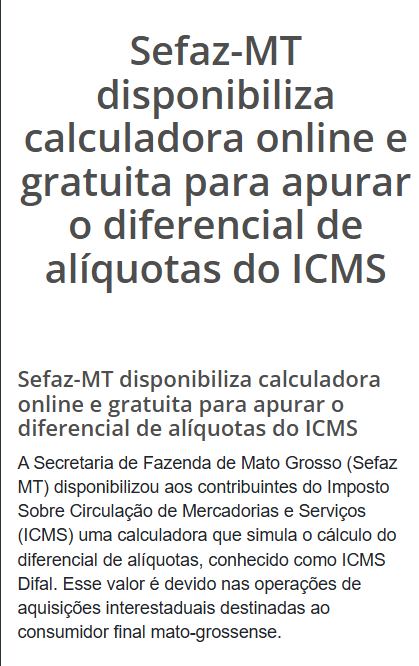 Sefaz-MT
disponibiliza
calculadora online e
gratuita para apurar
o diferencial de
alíquotas do ICMS
Sefaz-MT disponibiliza calculadora
online e gratuita para apurar o
diferencial de alíquotas do ICMS
A Secretaria de Fazenda de Mato Grosso (Sefaz
MT) disponibilizou aos contribuintes do Imposto
Sobre Circulação de Mercadorias e Serviços
(ICMS) uma calculadora que simula o cálculo do
diferencial de alíquotas, conhecido como ICMS
Difal. Esse valor é devido nas operações de
aquisições interestaduais destinadas ao
consumidor final mato-grossense.